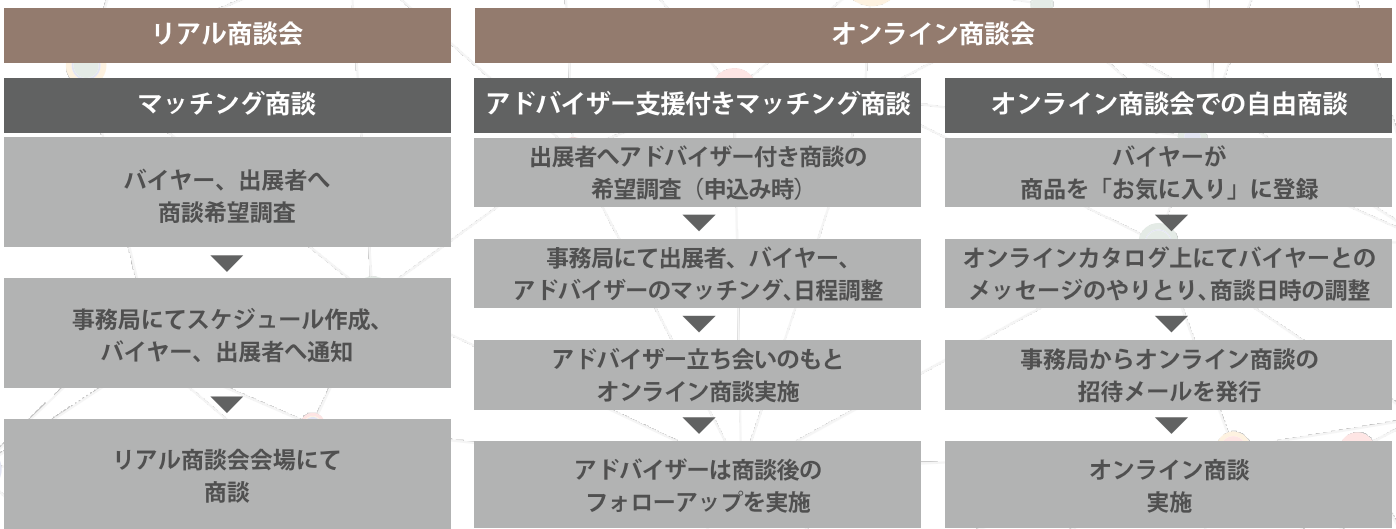 リアル商談会
マッチング商談
バイヤー、出展者へ
商談希望調査
事務局にてスケジュール作成、
バイヤー、出展者へ通知
リアル商談会会場にて
商談
オンライン商談会
アドバイザー支援付きマッチング商談
出展者へアドバイザー付き商談の
希望調査（申込み時）
事務局にて出展者、バイヤー、
アドバイザーのマッチング、日程調整
アドバイザー立ち会いのもと
オンライン商談実施
アドバイザーは商談後の
フォローアップを実施
オンライン商談会での自由商談
バイヤーが
商品を「お気に入り」に登録
オンラインカタログ上にてバイヤーとの
メッセージのやりとり、商談日時の調整
事務局からオンライン商談の
招待メールを発行
オンライン商談
実施